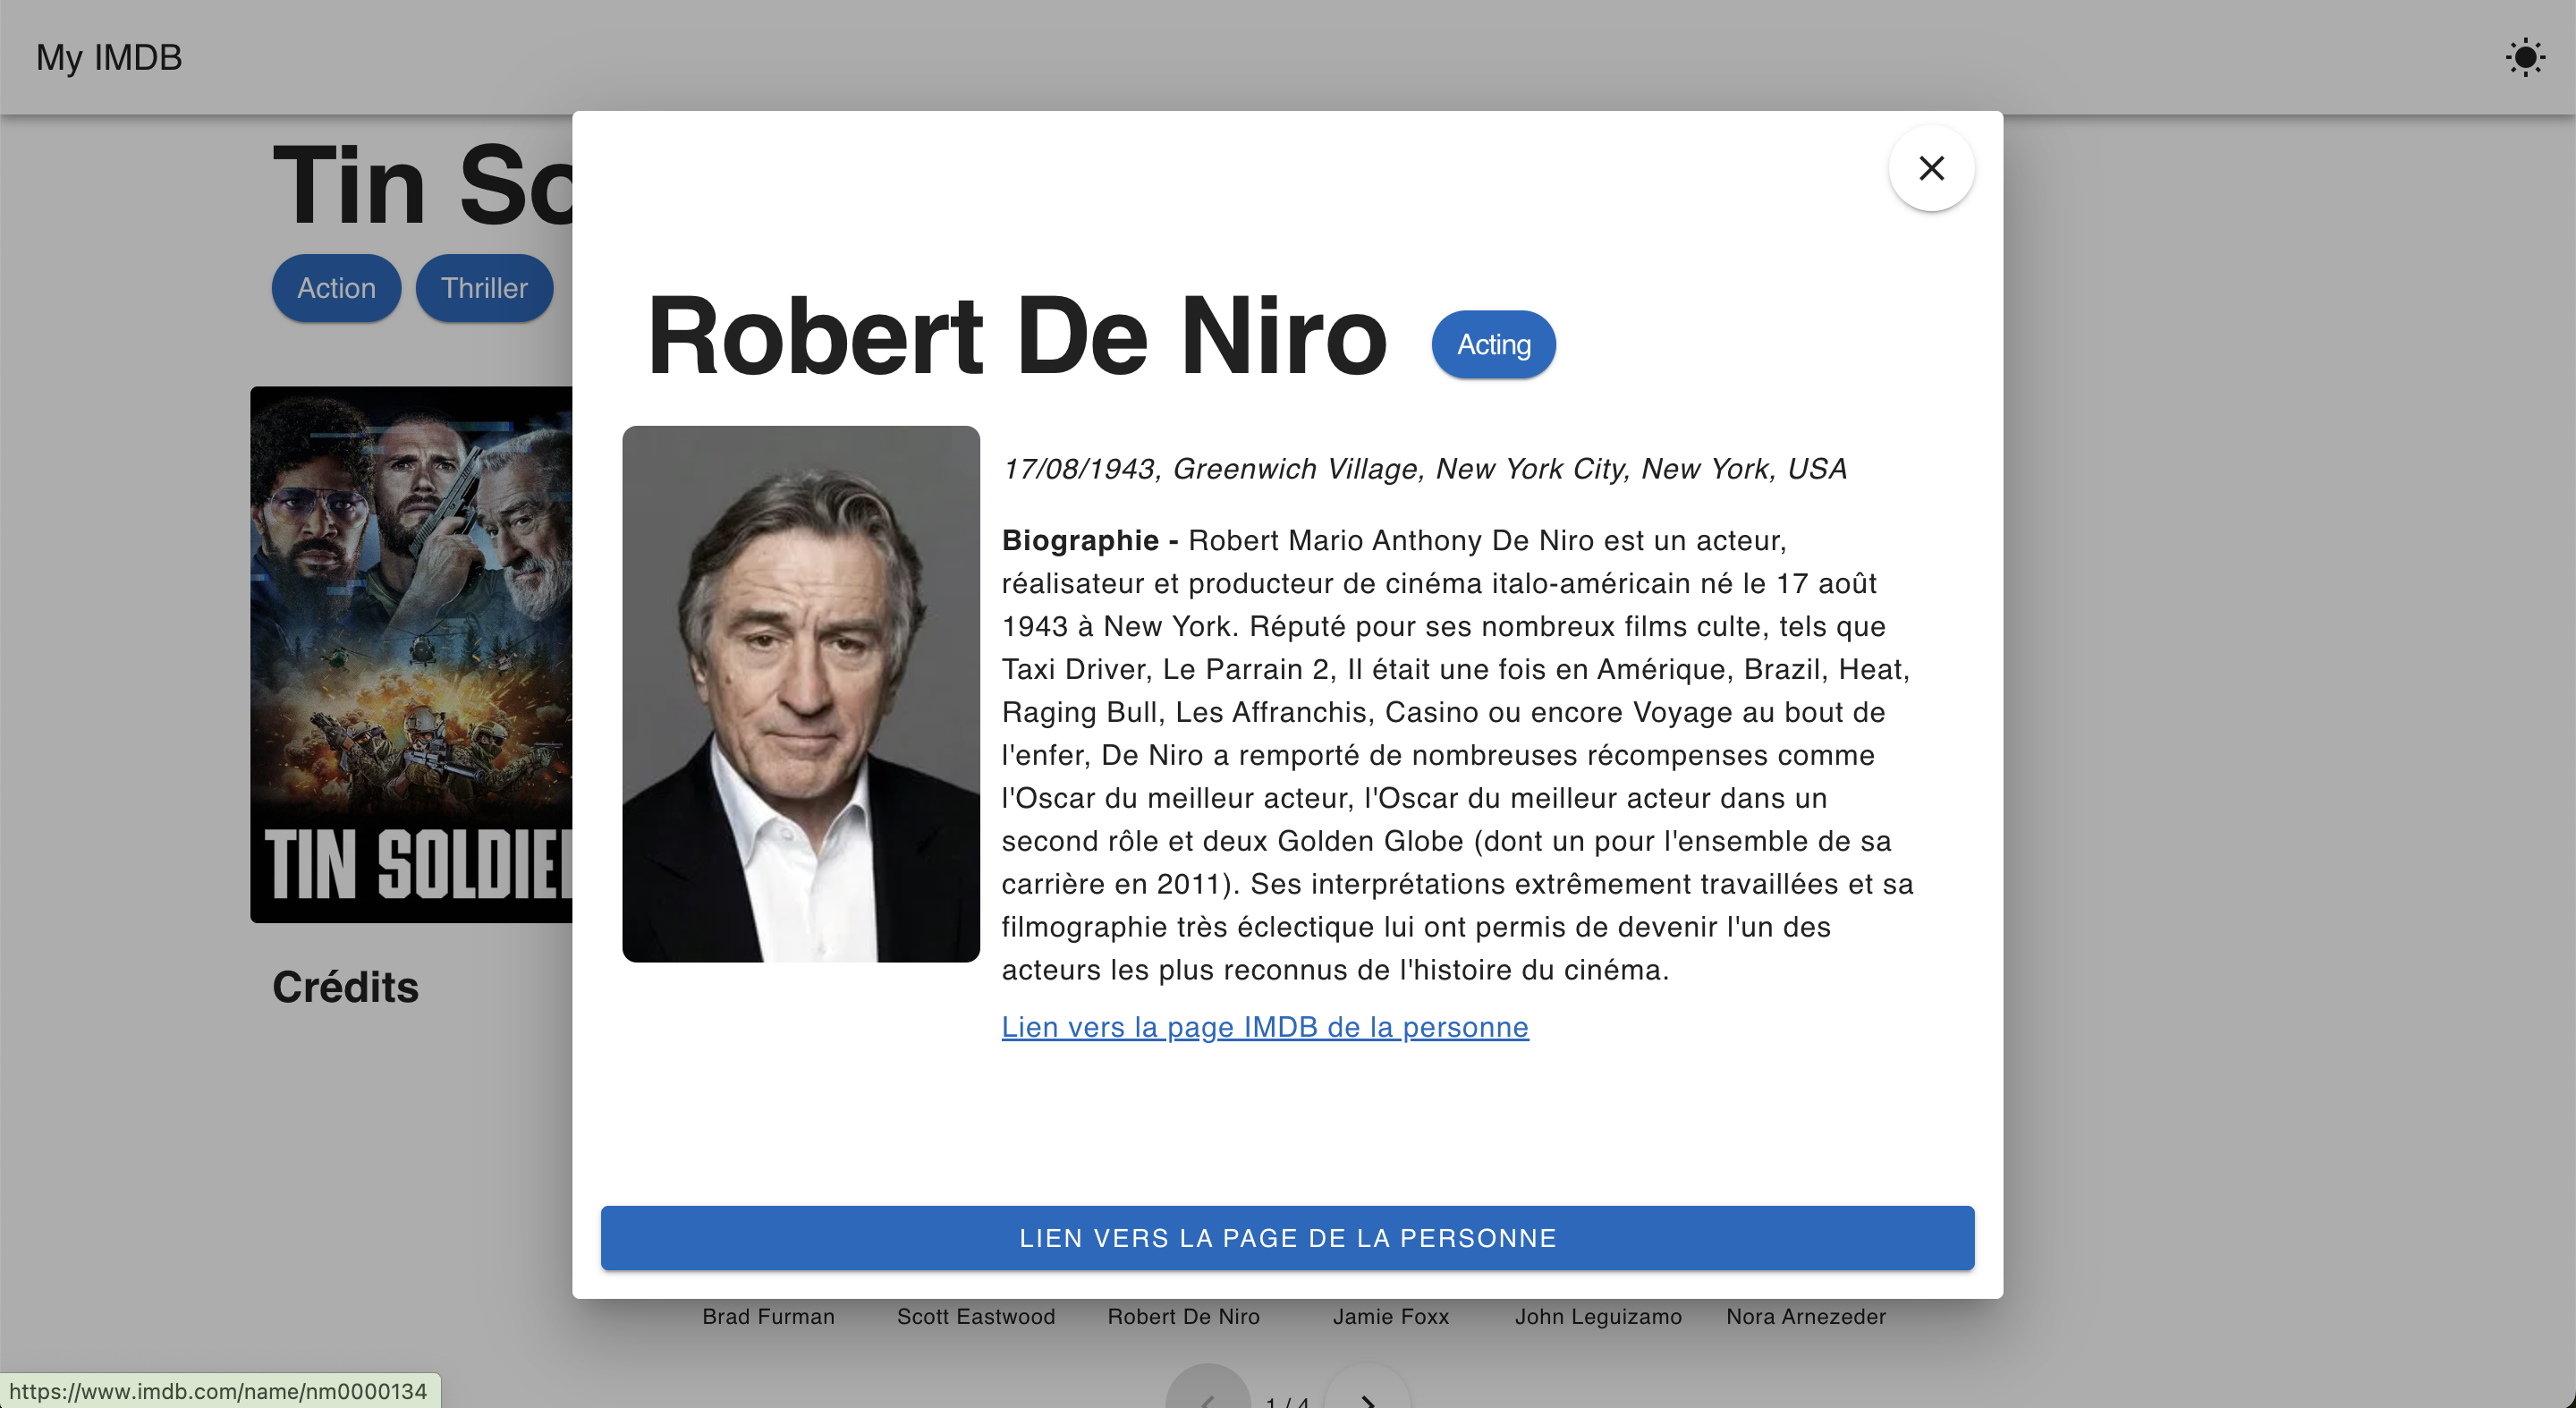 My IMDB
Tin So
Action
Thriller
TIN SOLDIE
Crédits
Robert De Niro
Acting
17/08/1943, Greenwich Village, New York City, New York, USA
Biographie - Robert Mario Anthony De Niro est un acteur,
réalisateur et producteur de cinéma italo-américain né le 17 août
1943 à New York. Réputé pour ses nombreux films culte, tels que
Taxi Driver, Le Parrain 2, Il était une fois en Amérique, Brazil, Heat,
Raging Bull, Les Affranchis, Casino ou encore Voyage au bout de
l'enfer, De Niro a remporté de nombreuses récompenses comme
l'Oscar du meilleur acteur, l'Oscar du meilleur acteur dans un
second rôle et deux Golden Globe (dont un pour l'ensemble de sa
carrière en 2011). Ses interprétations extrêmement travaillées et sa
filmographie très éclectique lui ont permis de devenir l'un des
acteurs les plus reconnus de l'histoire du cinéma.
Lien vers la page IMDB de la personne
LIEN VERS LA PAGE DE LA PERSONNE
Brad Furman
Scott Eastwood
Robert De Niro
Jamie Foxx
John Leguizamo
Nora Arnezeder
1 / 4
https://www.imdb.com/name/nm0000134